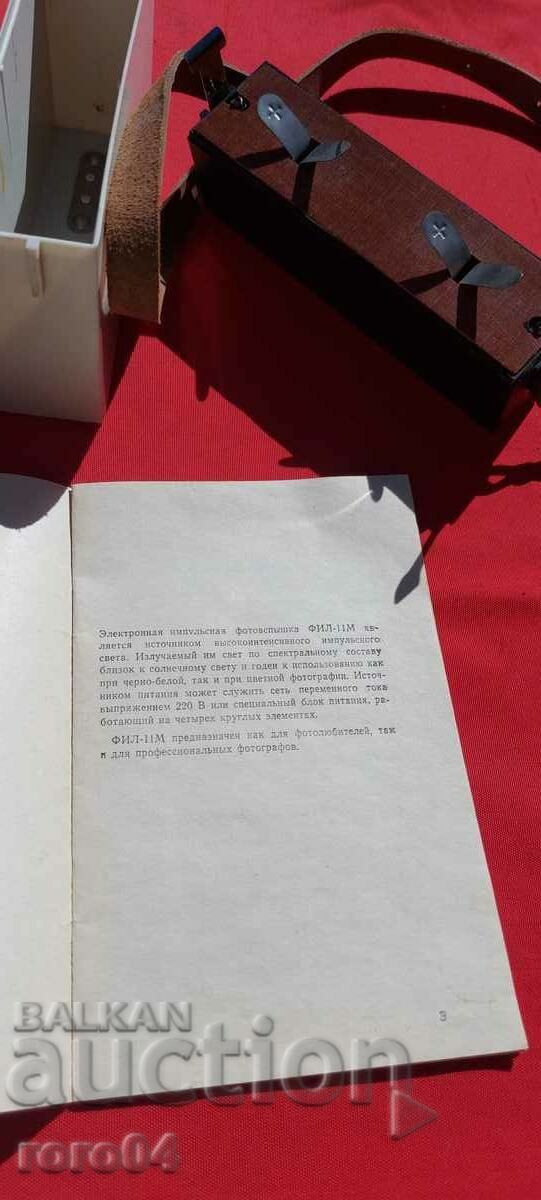 Электронная импульсная фотовспышка ФИЛ-11М яв-
ляется источником высокоинтенсивного импульского
света. Излучаемый им свет по спектральному составу
близок к солнечному свету и годен к использованию как
при черно-белой, так и при цветной фотографии. Источ-
ником питания может служить сеть переменного тока
выпряжением 220 В или специальный блок питания, ра-
ботающий на четырех круглых элементах.
ФИЛ-11М предназначен как для фотолюбителей, так
и для профессиональных фотографов.
3
BALKAN
auction
roro04